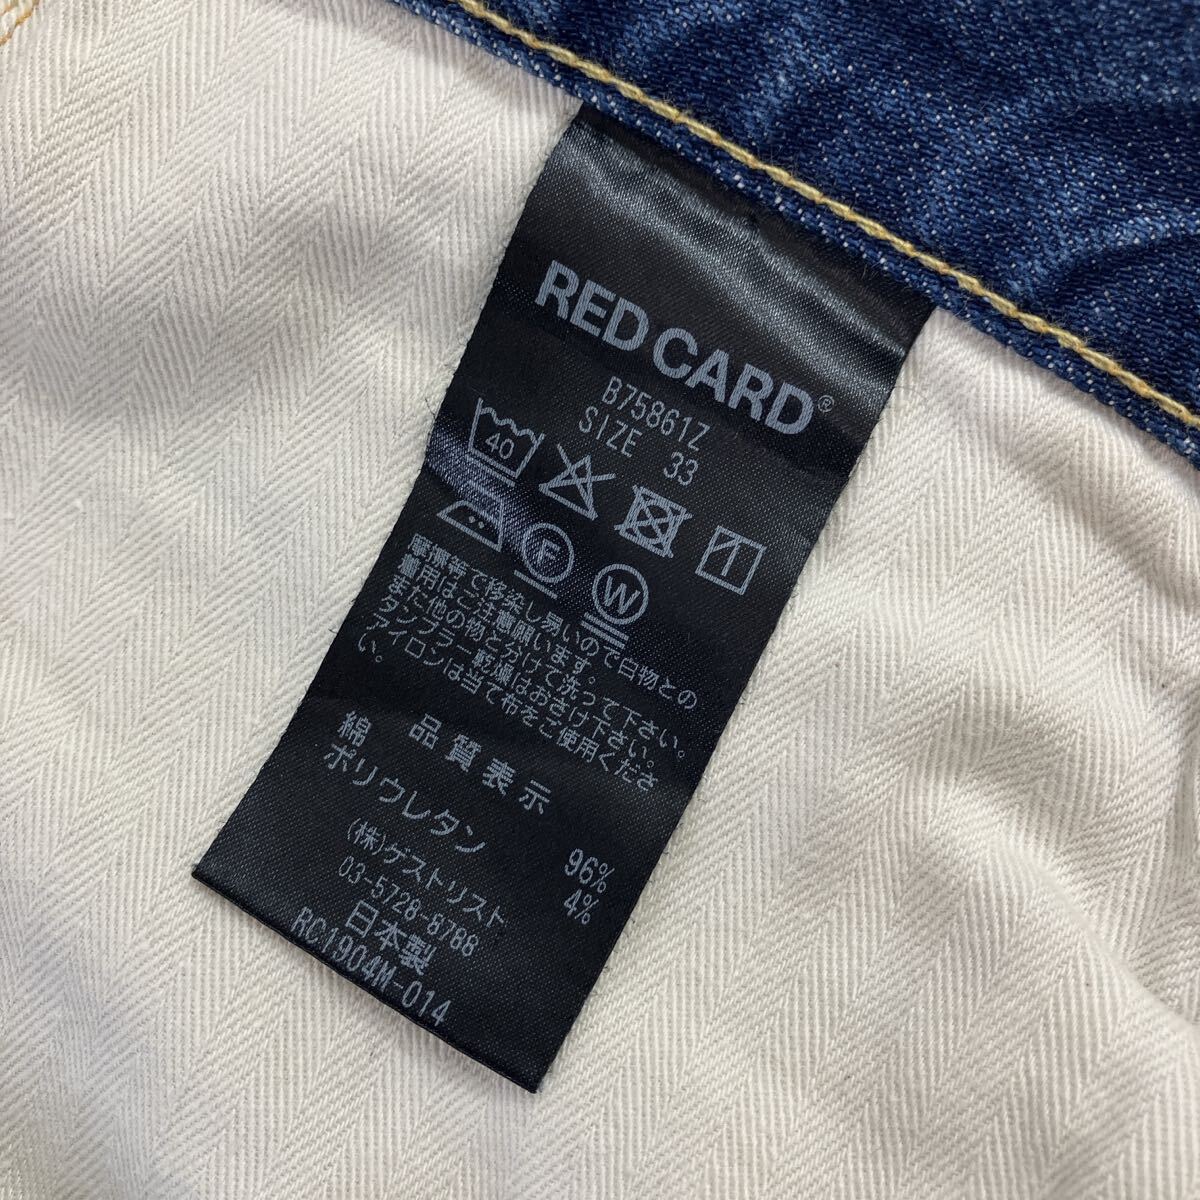 RED CARD®
B75861Z
SIZE 33
40
F
W
摩擦等で移染し易いので白物との
着用はご注意願います。
また他の物と分けて洗って下さい。
タンブラー乾燥はおさけ下さい。
アイロンは当て布をご使用くださ
い。
品質表示
綿 96%
ポリウレタン 4%
(株)ゲストリスト
03-5728-8788
日本製
RC1904M-014